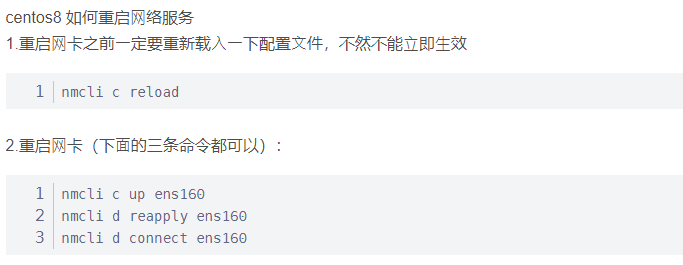 centos8 如何重启网络服务
1.重启网卡之前一定要重新载入一下配置文件，不然不能立即生效
1 nmcli c reload
2.重启网卡（下面的三条命令都可以）：
1 nmcli c up ens160
2 nmcli d reapply ens160
3 nmcli d connect ens160